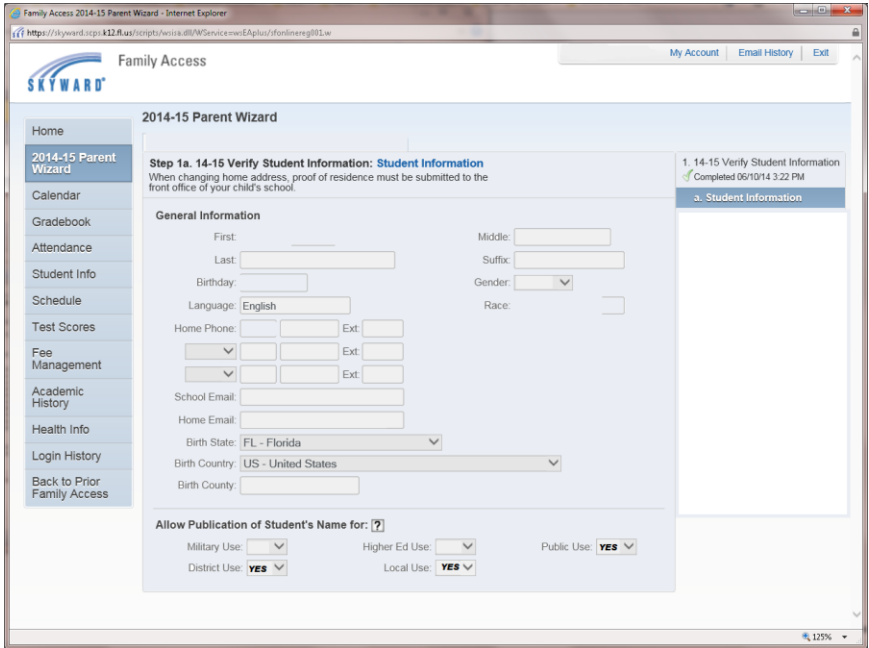 Family Access 2014-15 Parent Wizard - Internet Explorer
https://skyward.scps.k12.fl.us/scripts/wsisa.dll/WService=wsEAplus/sfonlinereg001.w
SKYWARD®
Family Access
My Account
Email History
Exit
Home
2014-15 Parent
Wizard
Calendar
Gradebook
Attendance
Student Info
Schedule
Test Scores
Fee
Management
Academic
History
Health Info
Login History
Back to Prior
Family Access
2014-15 Parent Wizard
Step 1a. 14-15 Verify Student Information: Student Information
When changing home address, proof of residence must be submitted to the
front office of your child's school.
General Information
First:
Middle:
Last:
Suffix:
Birthday:
Gender:
Language: English
Race:
Home Phone: Ext:
Ext:
Ext:
School Email:
Home Email:
Birth State: FL - Florida
Birth Country: US - United States
Birth County:
Allow Publication of Student's Name for: ?
Military Use: Higher Ed Use: Public Use: YES
District Use: YES Local Use: YES
1. 14-15 Verify Student Information
Completed 06/10/14 3:22 PM
a. Student Information
125%